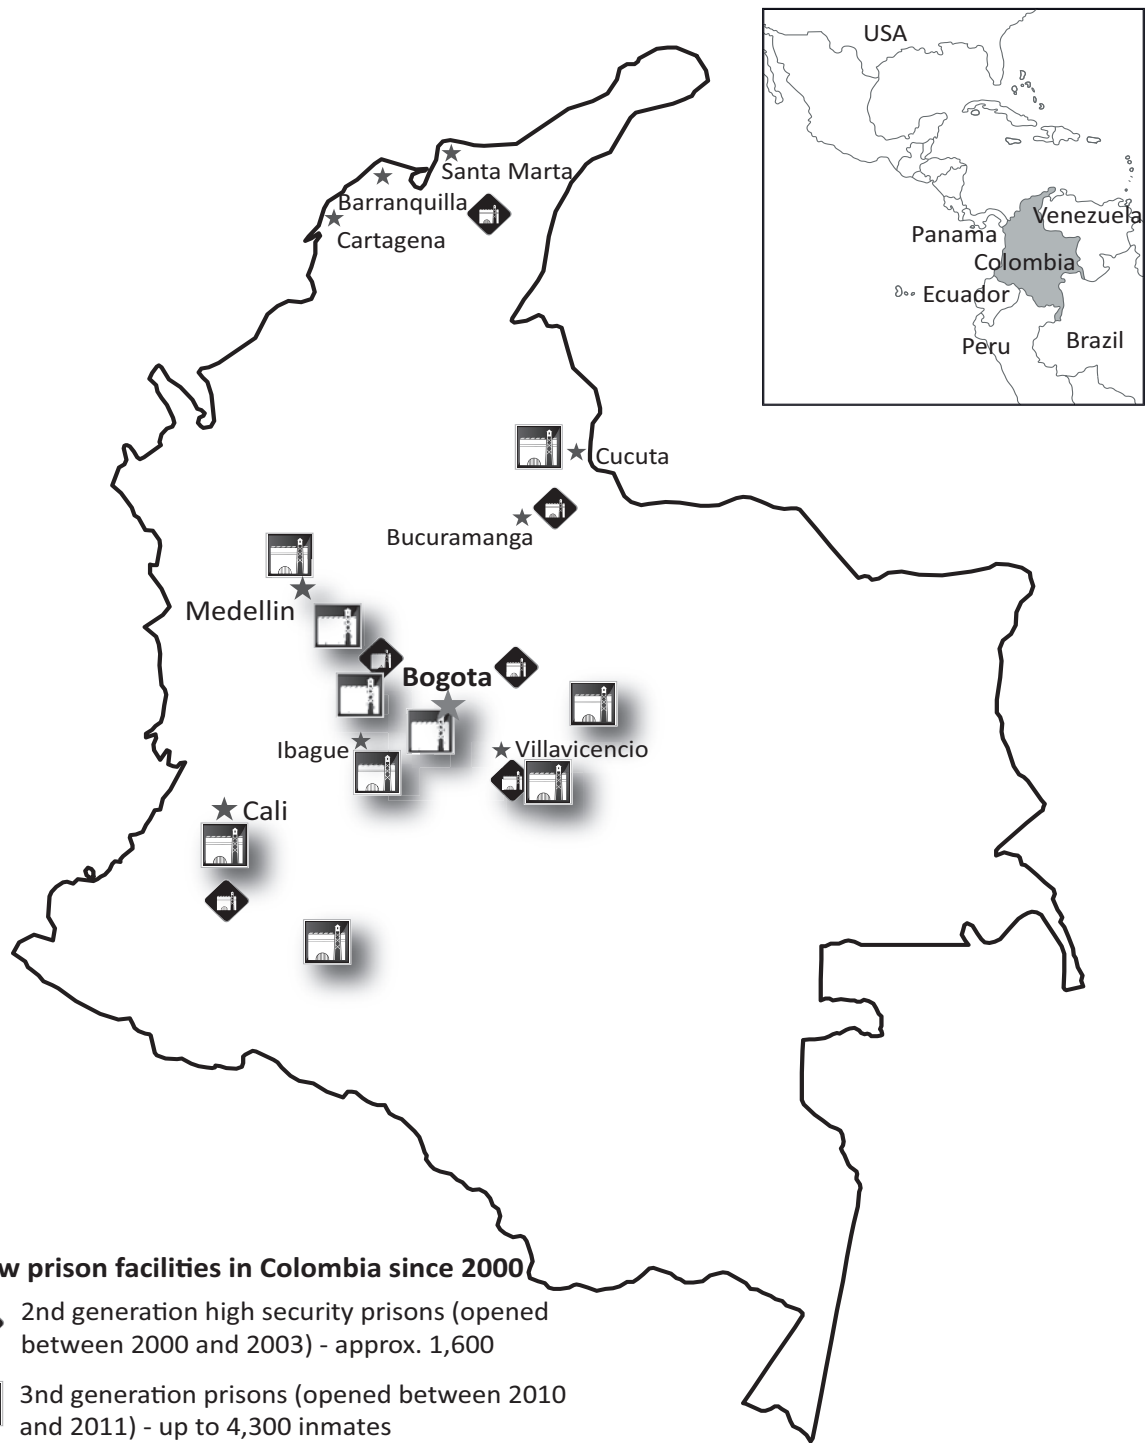 USA
Venezuela
Panama
Colombia
Ecuador
Peru
Brazil
Santa Marta
Barranquilla
Cartagena
Cucuta
Bucuramanga
Medellin
Bogota
Ibague
Villavicencio
Cali
w prison facilities in Colombia since 2000
2nd generation high security prisons (opened
between 2000 and 2003) - approx. 1,600
3nd generation prisons (opened between 2010
and 2011) - up to 4,300 inmates